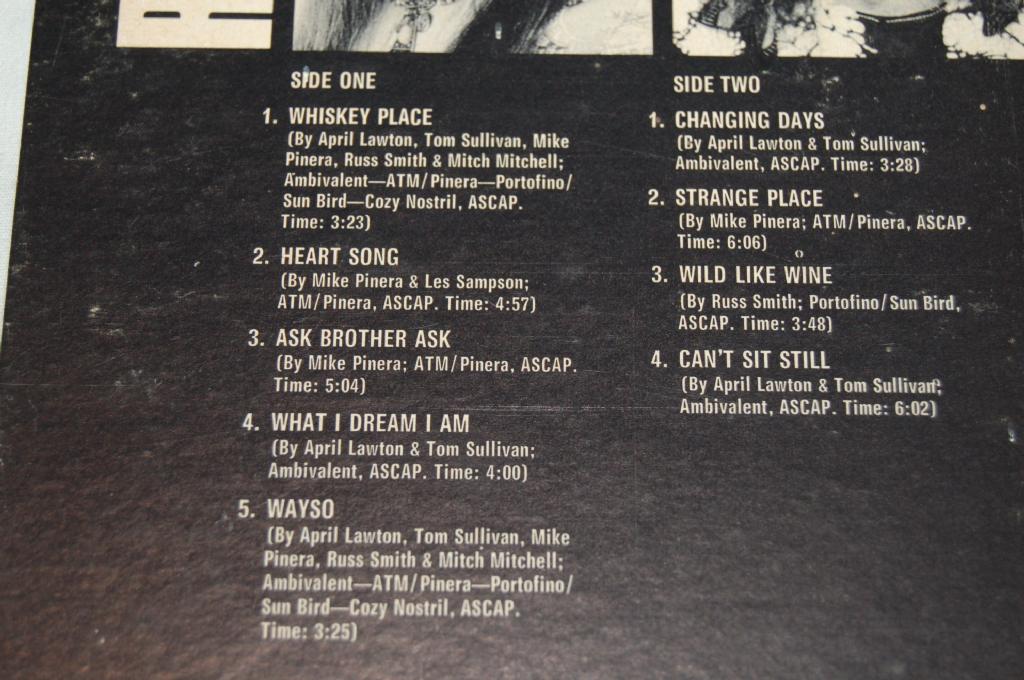 SIDE ONE
1. WHISKEY PLACE
(By April Lawton, Tom Sullivan, Mike
Pinera, Russ Smith & Mitch Mitchell;
Ambivalent—ATM/Pinera—Portofino/
Sun Bird—Cozy Nostril, ASCAP.
Time: 3:23)
2. HEART SONG
(By Mike Pinera & Les Sampson;
ATM/Pinera, ASCAP. Time: 4:57)
3. ASK BROTHER ASK
(By Mike Pinera; ATM/Pinera, ASCAP.
Time: 5:04)
4. WHAT I DREAM I AM
(By April Lawton & Tom Sullivan;
Ambivalent, ASCAP. Time: 4:00)
5. WAYSO
(By April Lawton, Tom Sullivan, Mike
Pinera, Russ Smith & Mitch Mitchell;
Ambivalent—ATM/Pinera—Portofino/
Sun Bird—Cozy Nostril, ASCAP.
Time: 3:25)
SIDE TWO
1. CHANGING DAYS
(By April Lawton & Tom Sullivan;
Ambivalent, ASCAP. Time: 3:28)
2. STRANGE PLACE
(By Mike Pinera; ATM/Pinera, ASCAP.
Time: 6:06)
3. WILD LIKE WINE
(By Russ Smith; Portofino/Sun Bird,
ASCAP. Time: 3:48)
4. CAN'T SIT STILL
(By April Lawton & Tom Sullivan;
Ambivalent, ASCAP. Time: 6:02)